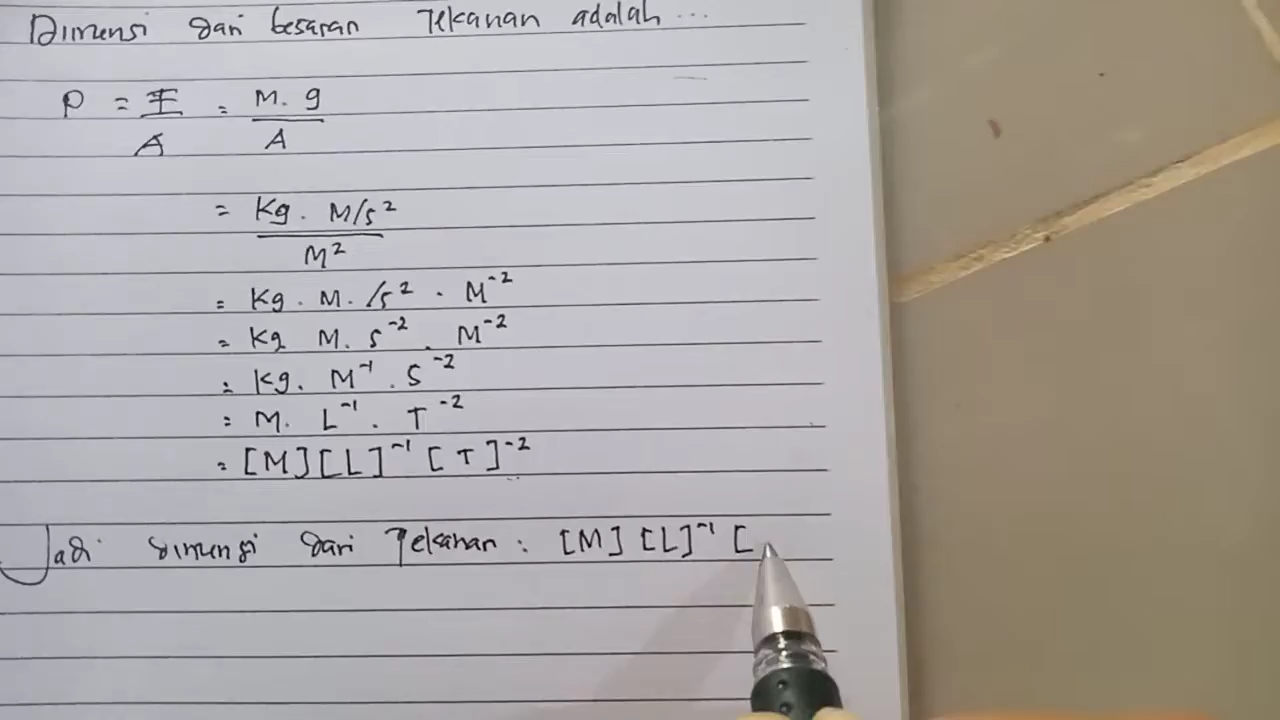 Dimensi dari besaran Tekanan adalah ...
P = F/A = M. g/A
= Kg . M/s²/M²
= Kg . M. /s² . M⁻²
= Kg M. s⁻² . M⁻²
= Kg. M⁻¹ . S⁻²
= M. L⁻¹ . T⁻²
= [M][L]⁻¹ [T]⁻²
Jadi dimensi dari Tekanan : [M] [L]⁻¹ [